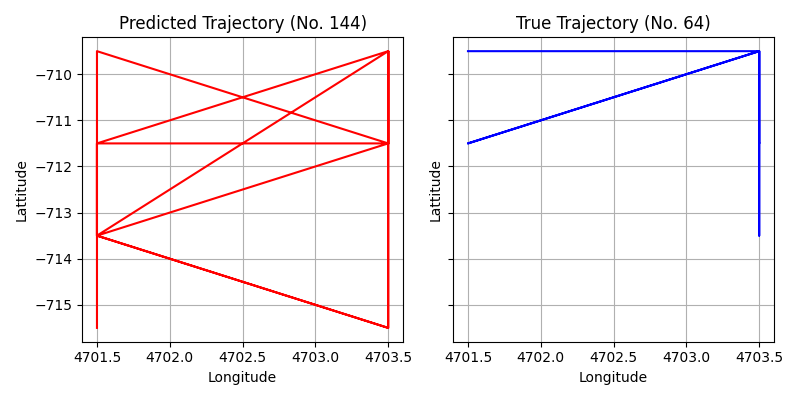 Predicted Trajectory (No. 144)
True Trajectory (No. 64)
Lattitude
−710
−711
−712
−713
−714
−715
4701.5 4702.0 4702.5 4703.0 4703.5
Longitude
Lattitude
4701.5 4702.0 4702.5 4703.0 4703.5
Longitude